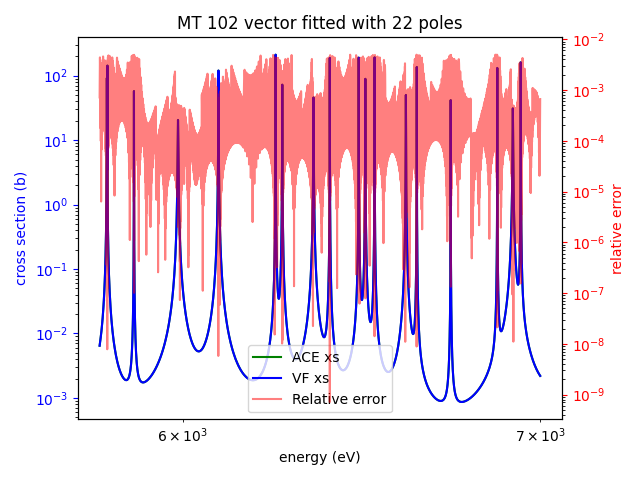 MT 102 vector fitted with 22 poles
cross section (b)
10²
10¹
10⁰
10⁻¹
10⁻²
10⁻³
10⁻²
10⁻³
10⁻⁴
10⁻⁵
10⁻⁶
10⁻⁷
10⁻⁸
10⁻⁹
relative error
ACE xs
VF xs
Relative error
6 × 10³
7 × 10³
energy (eV)